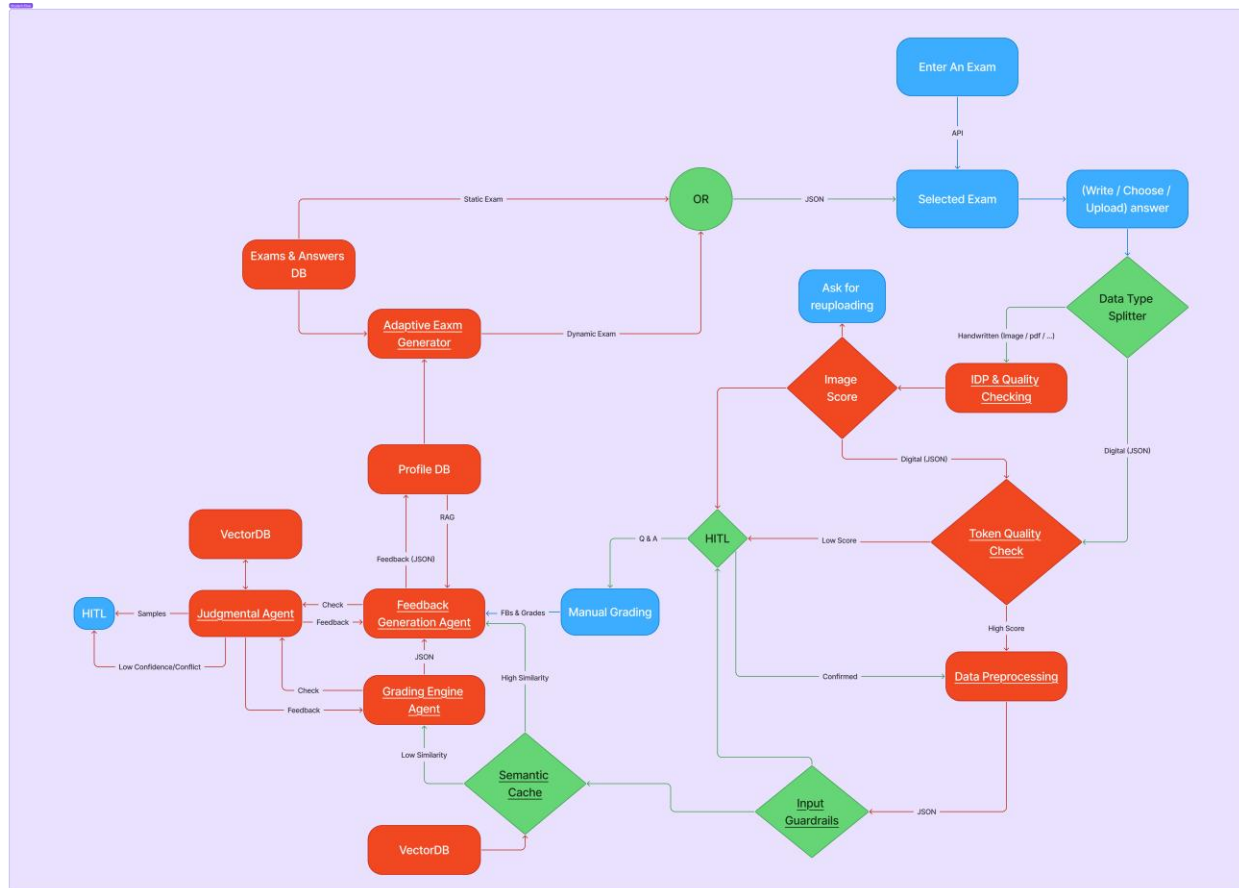 Enter An Exam
API
Static Exam
OR
JSON
Selected Exam
(Write / Choose /
Upload) answer
Exams & Answers
DB
Ask for
reuploading
Data Type
Splitter
Adaptive Eaxm
Generator
Dynamic Exam
Handwritten (Image / pdf / ...)
Image
Score
IDP & Quality
Checking
Digital (JSON)
Digital (JSON)
Profile DB
RAG
VectorDB
Feedback (JSON)
Q & A
HITL
Low Score
Token Quality
Check
HITL
Samples
Judgmental Agent
Check
Feedback
Feedback
Generation Agent
FBs & Grades
Manual Grading
High Score
Low Confidence/Conflict
JSON
Check
Feedback
Grading Engine
Agent
High Similarity
Confirmed
Data Preprocessing
Low Similarity
Semantic
Cache
Input
Guardrails
JSON
VectorDB